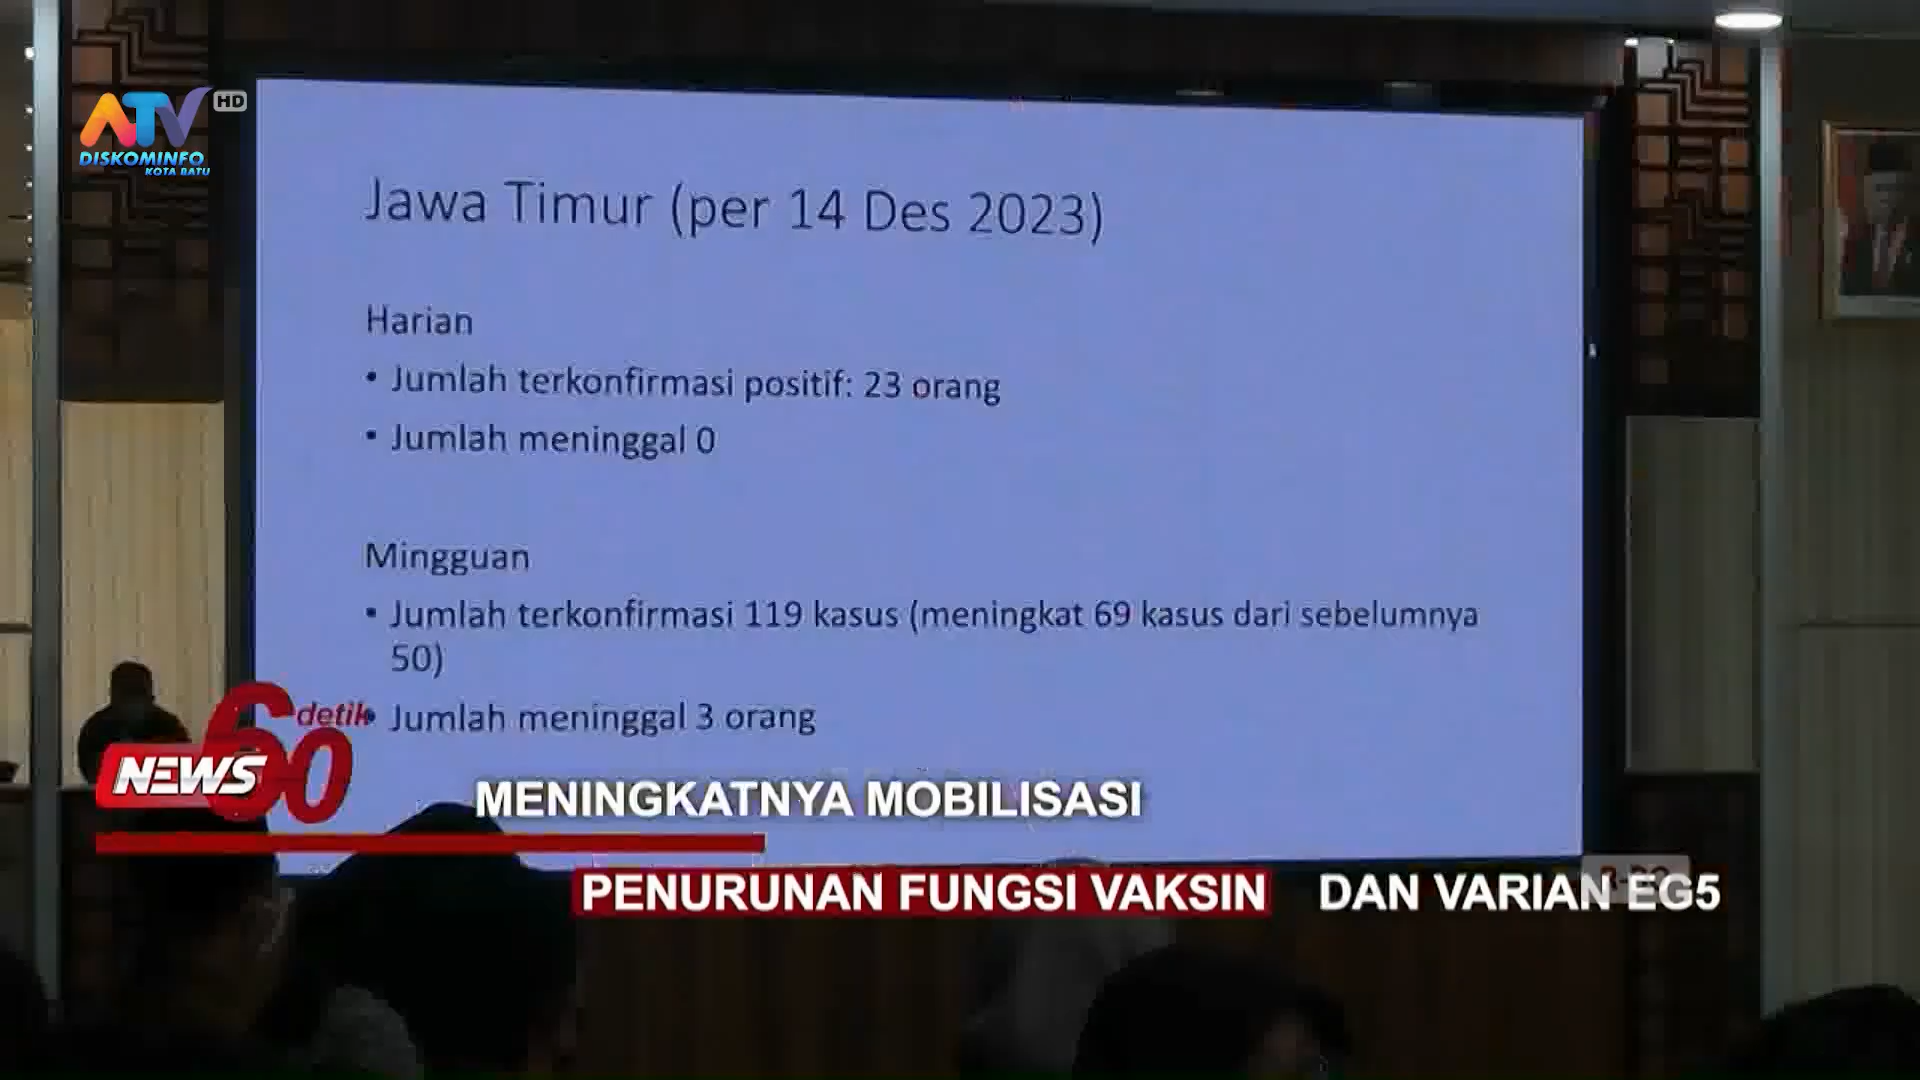 ATV HD
DISKOMINFO
KOTA BATU
Jawa Timur (per 14 Des 2023)
Harian
• Jumlah terkonfirmasi positif: 23 orang
• Jumlah meninggal 0
Mingguan
• Jumlah terkonfirmasi 119 kasus (meningkat 69 kasus dari sebelumnya
50)
• Jumlah meninggal 3 orang
NEWS 60 detik
MENINGKATNYA MOBILISASI
PENURUNAN FUNGSI VAKSIN DAN VARIAN EG5